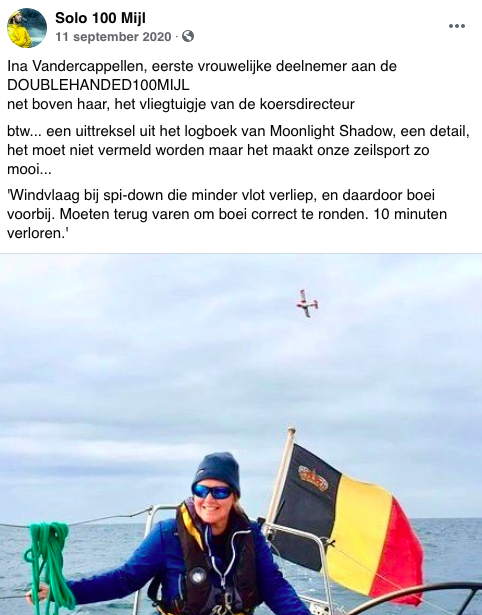 Solo 100 Mijl
11 september 2020 ·
Ina Vandercappellen, eerste vrouwelijke deelnemer aan de
DOUBLEHANDED100MIJL
net boven haar, het vliegtuigje van de koersdirecteur
btw... een uittreksel uit het logboek van Moonlight Shadow, een detail,
het moet niet vermeld worden maar het maakt onze zeilsport zo
mooi...
'Windvlaag bij spi-down die minder vlot verliep, en daardoor boei
voorbij. Moeten terug varen om boei correct te ronden. 10 minuten
verloren.'